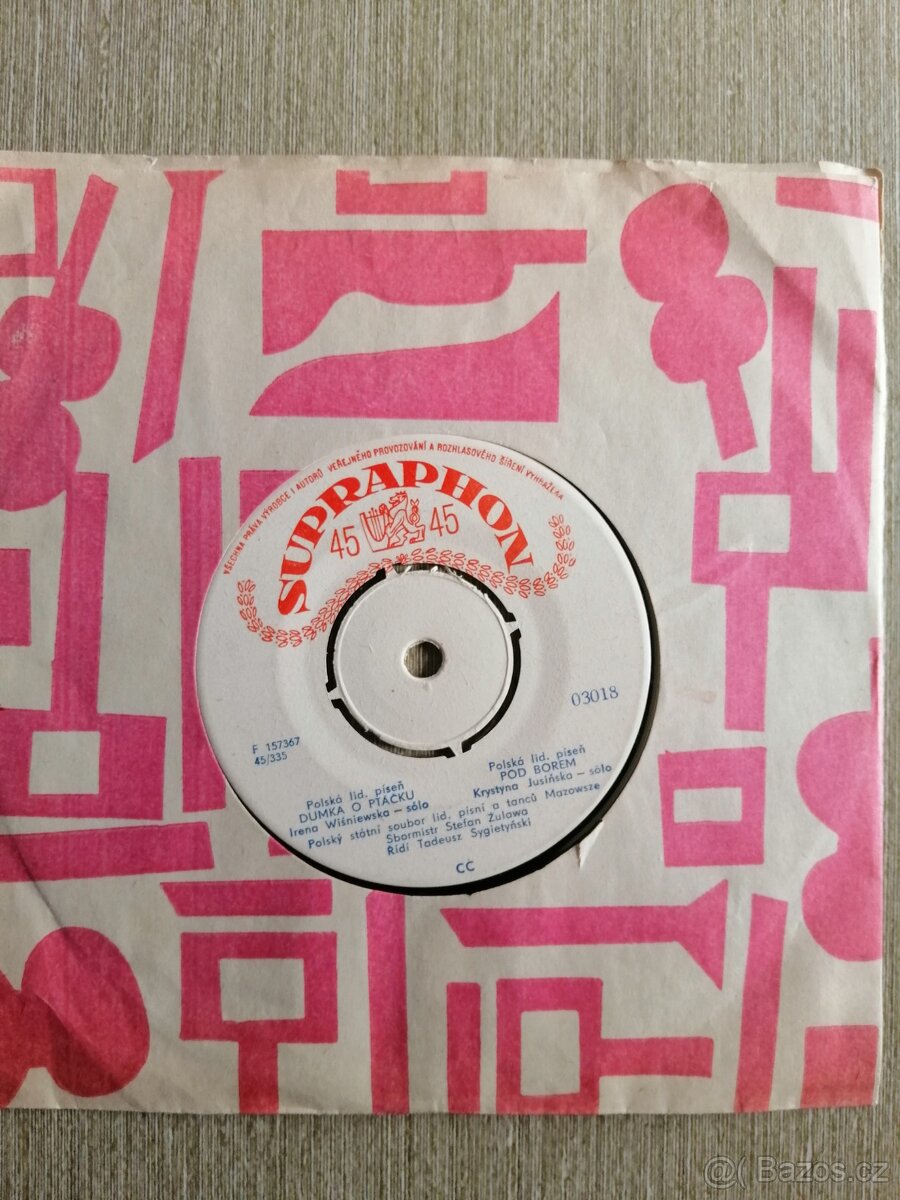 VŠECHNA PRÁVA VÝROBCE I AUTORŮ VEŘEJNÉHO PROVOZOVÁNÍ A ROZHLASOVÉHO ŠÍŘENÍ VYHRAŽENA
SUPRAPHON
45 45
03018
F 157367
45/335
Polská lid. píseň
DUMKA O PTÁČKU
Irena Wiśniewska — sólo
Polská lid. píseň
POD BOREM
Krystyna Jusińska — sólo
Polský státní soubor lid. písní a tanců Mazowsze
Sbormistr Stefan Żulawa
Řídí Tadeusz Sygietyński
CC
@( Bazos.cz